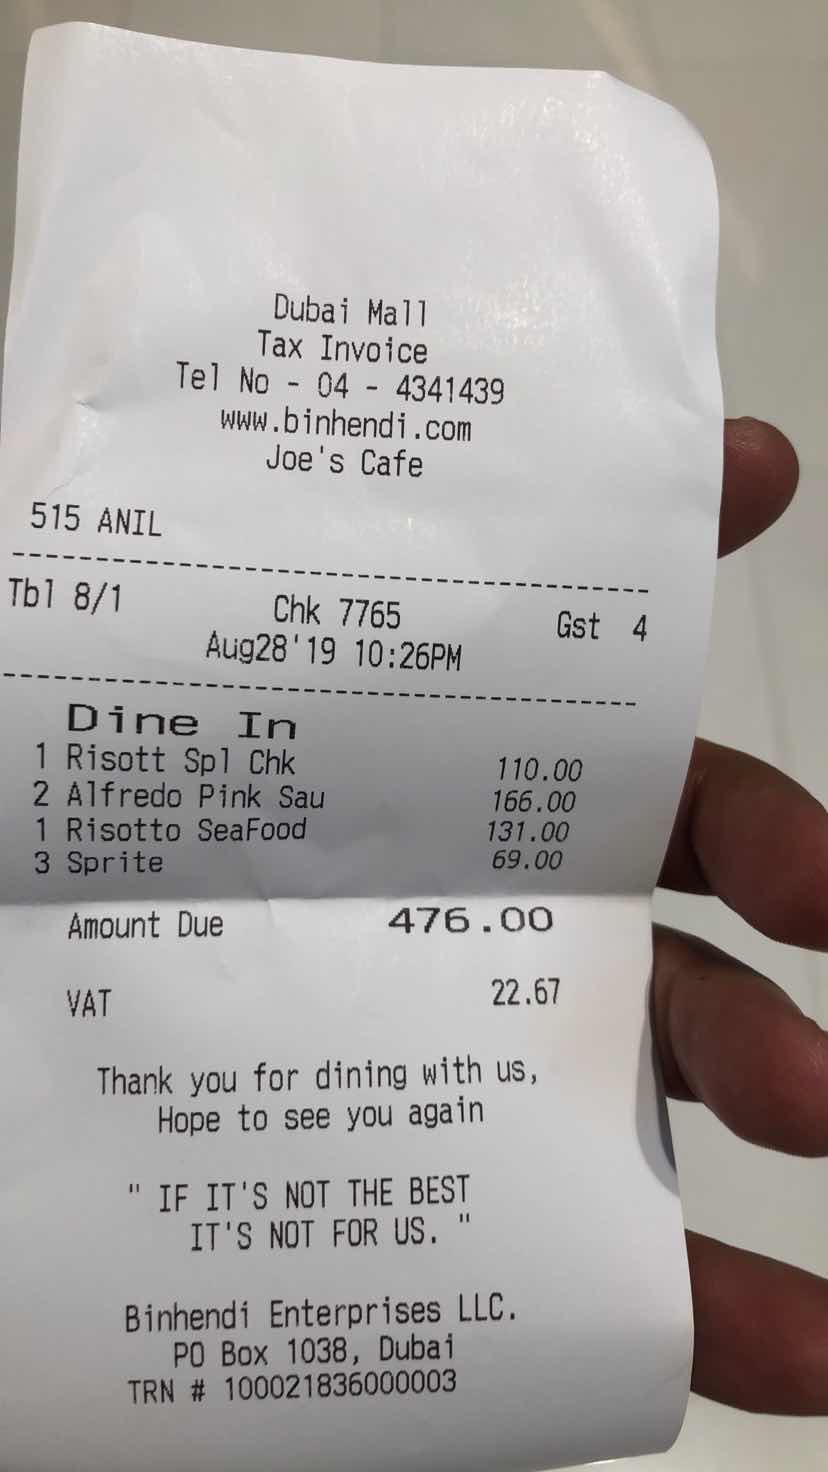 Dubai Mall
Tax Invoice
Tel No - 04 - 4341439
www.binhendi.com
Joe's Cafe
515 ANIL
Tbl 8/1 Chk 7765 Gst 4
Aug28'19 10:26PM
Dine In
1 Risott Spl Chk 110.00
2 Alfredo Pink Sau 166.00
1 Risotto SeaFood 131.00
3 Sprite 69.00
Amount Due 476.00
VAT 22.67
Thank you for dining with us,
Hope to see you again
" IF IT'S NOT THE BEST
IT'S NOT FOR US. "
Binhendi Enterprises LLC.
PO Box 1038, Dubai
TRN # 100021836000003